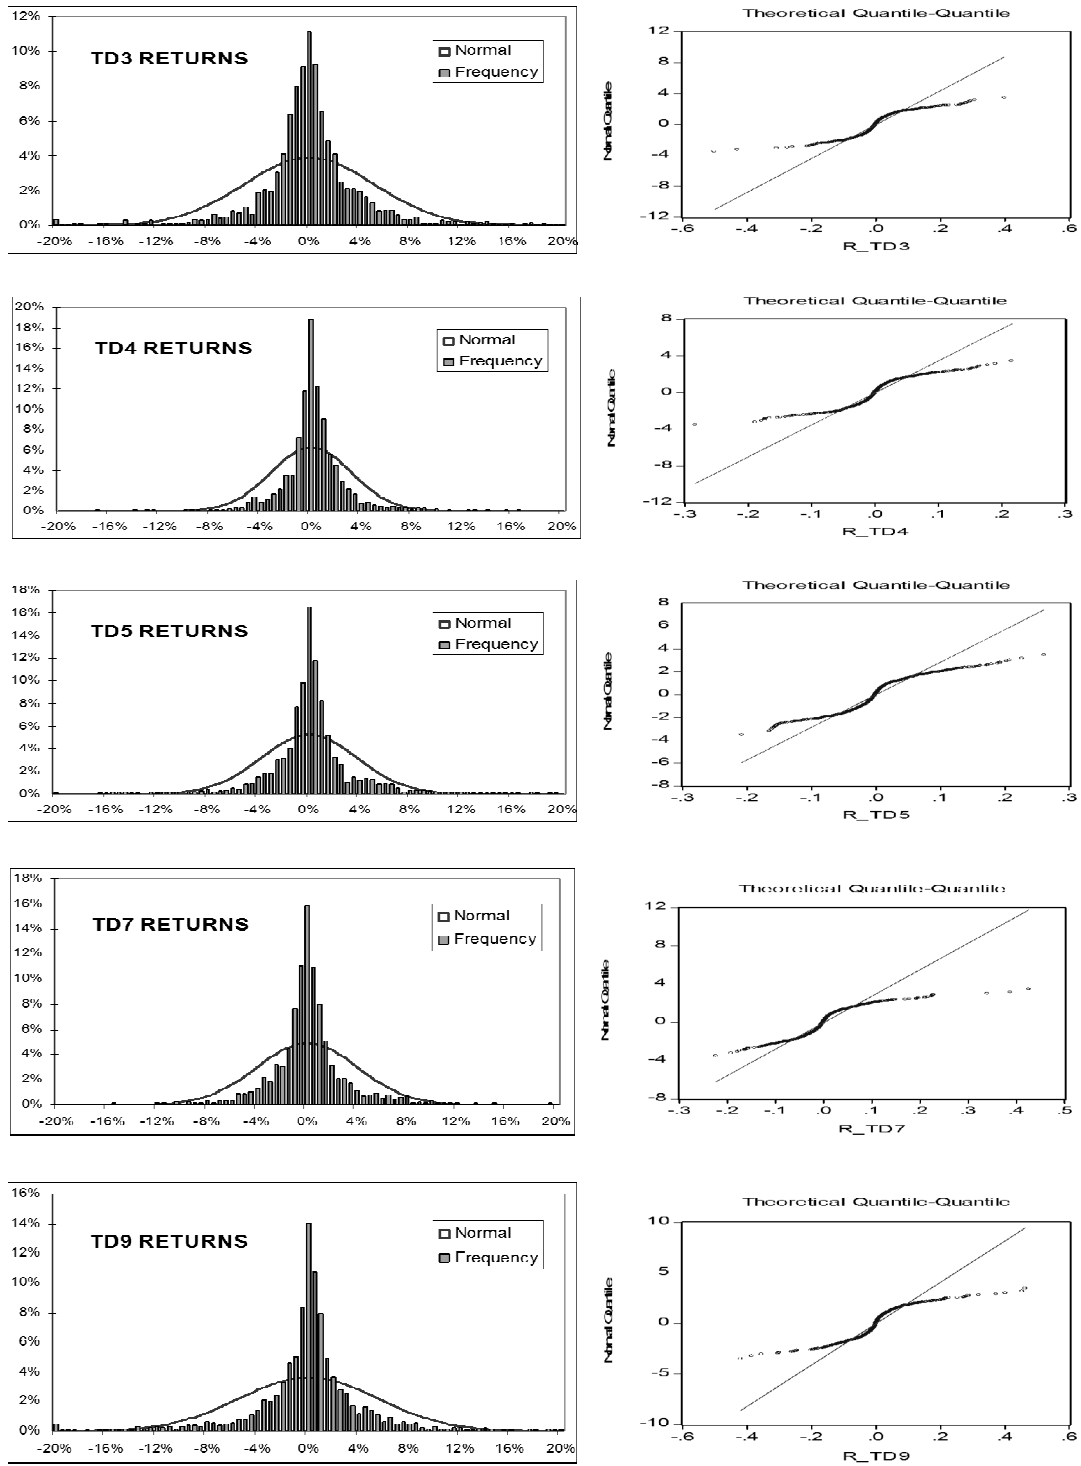 TD3 RETURNS
Normal
Frequency
12%
10%
8%
6%
4%
2%
0%
-20% -16% -12% -8% -4% 0% 4% 8% 12% 16% 20%
Theoretical Quantile-Quantile
Normal Quantile
12
8
4
0
-4
-8
-12
-.6 -.4 -.2 .0 .2 .4 .6
R_TD3
TD4 RETURNS
Normal
Frequency
20%
18%
16%
14%
12%
10%
8%
6%
4%
2%
0%
-20% -16% -12% -8% -4% 0% 4% 8% 12% 16% 20%
Theoretical Quantile-Quantile
Normal Quantile
8
4
0
-4
-8
-12
-.3 -.2 -.1 .0 .1 .2 .3
R_TD4
TD5 RETURNS
Normal
Frequency
18%
16%
14%
12%
10%
8%
6%
4%
2%
0%
-20% -16% -12% -8% -4% 0% 4% 8% 12% 16% 20%
Theoretical Quantile-Quantile
Normal Quantile
8
6
4
2
0
-2
-4
-6
-8
-.3 -.2 -.1 .0 .1 .2 .3
R_TD5
TD7 RETURNS
Normal
Frequency
18%
16%
14%
12%
10%
8%
6%
4%
2%
0%
-20% -16% -12% -8% -4% 0% 4% 8% 12% 16% 20%
Theoretical Quantile-Quantile
Normal Quantile
12
8
4
0
-4
-8
-.3 -.2 -.1 .0 .1 .2 .3 .4 .5
R_TD7
TD9 RETURNS
Normal
Frequency
16%
14%
12%
10%
8%
6%
4%
2%
0%
-20% -16% -12% -8% -4% 0% 4% 8% 12% 16% 20%
Theoretical Quantile-Quantile
Normal Quantile
10
5
0
-5
-10
-.6 -.4 -.2 .0 .2 .4 .6
R_TD9